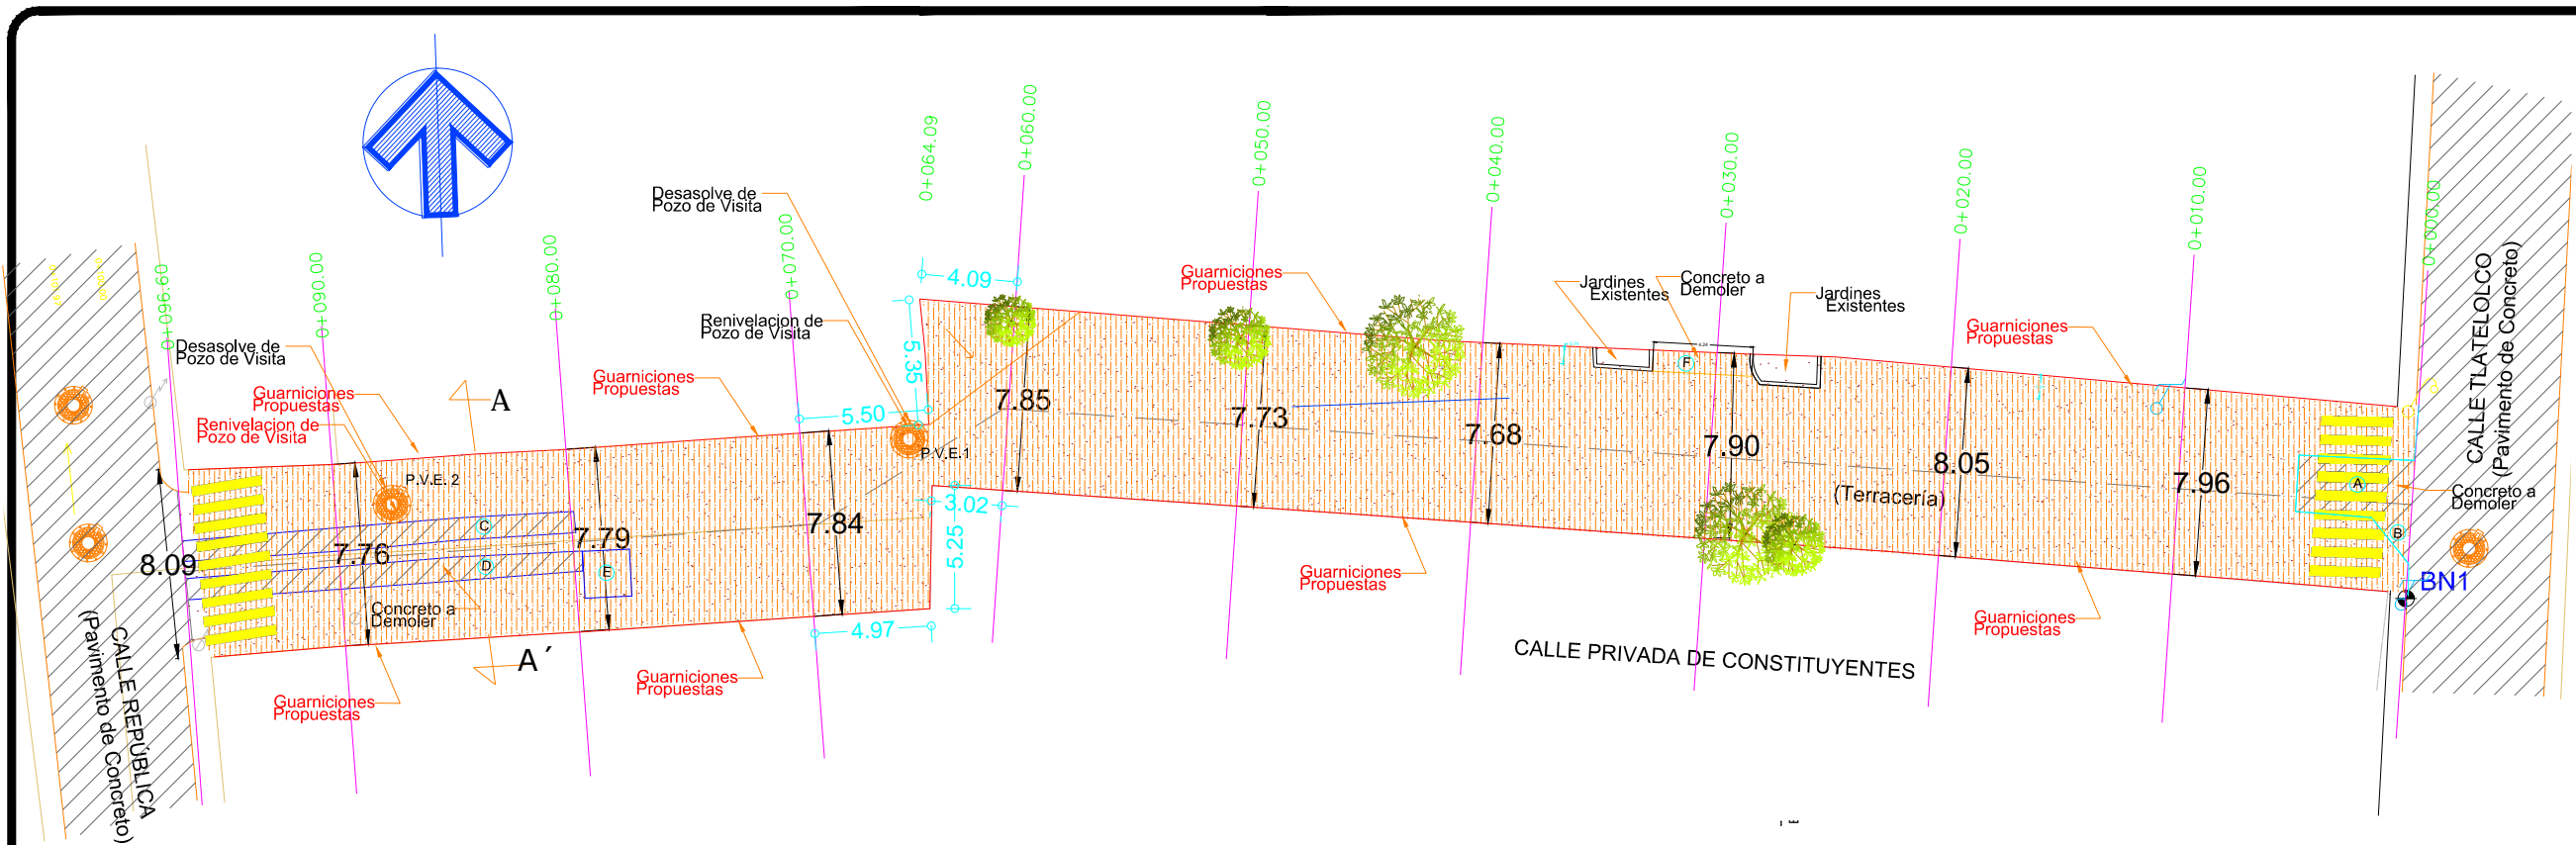 0+096.60
0+090.00
0+080.00
0+070.00
0+064.09
0+060.00
0+050.00
0+040.00
0+030.00
0+020.00
0+010.00
0+000.00
Desasolve de
Pozo de Visita
Renivelacion de
Pozo de Visita
Desasolve de
Pozo de Visita
Guarniciones
Propuestas
Renivelacion de
Pozo de Visita
A
Guarniciones
Propuestas
4.09
5.35
5.50
P.V.E.1
P.V.E. 2
Guarniciones
Propuestas
Jardines
Existentes
Concreto a
Demoler
Jardines
Existentes
F
Guarniciones
Propuestas
CALLE TLATELOLCO
(Pavimento de Concreto)
8.09
7.76
7.79
7.84
7.85
7.73
7.68
7.90
8.05
7.96
(Terracería)
C
D
E
A
B
Concreto a
Demoler
BN1
3.02
5.25
4.97
Concreto a
Demoler
A´
Guarniciones
Propuestas
Guarniciones
Propuestas
Guarniciones
Propuestas
Guarniciones
Propuestas
CALLE PRIVADA DE CONSTITUYENTES
CALLE REPÚBLICA
(Pavimento de Concreto)